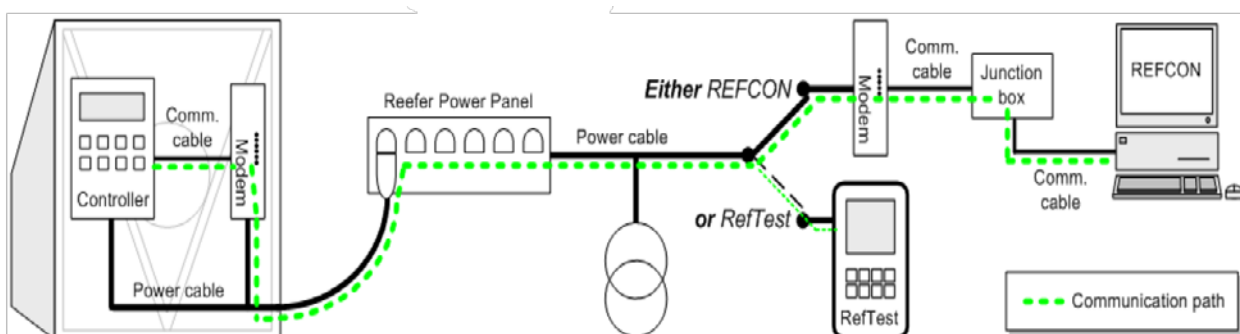 Comm.
cable
Modem
Controller
Power cable
Reefer Power Panel
Power cable
Either REFCON
or RefTest
Modem
Comm.
cable
Junction
box
Comm.
cable
REFCON
RefTest
Communication path